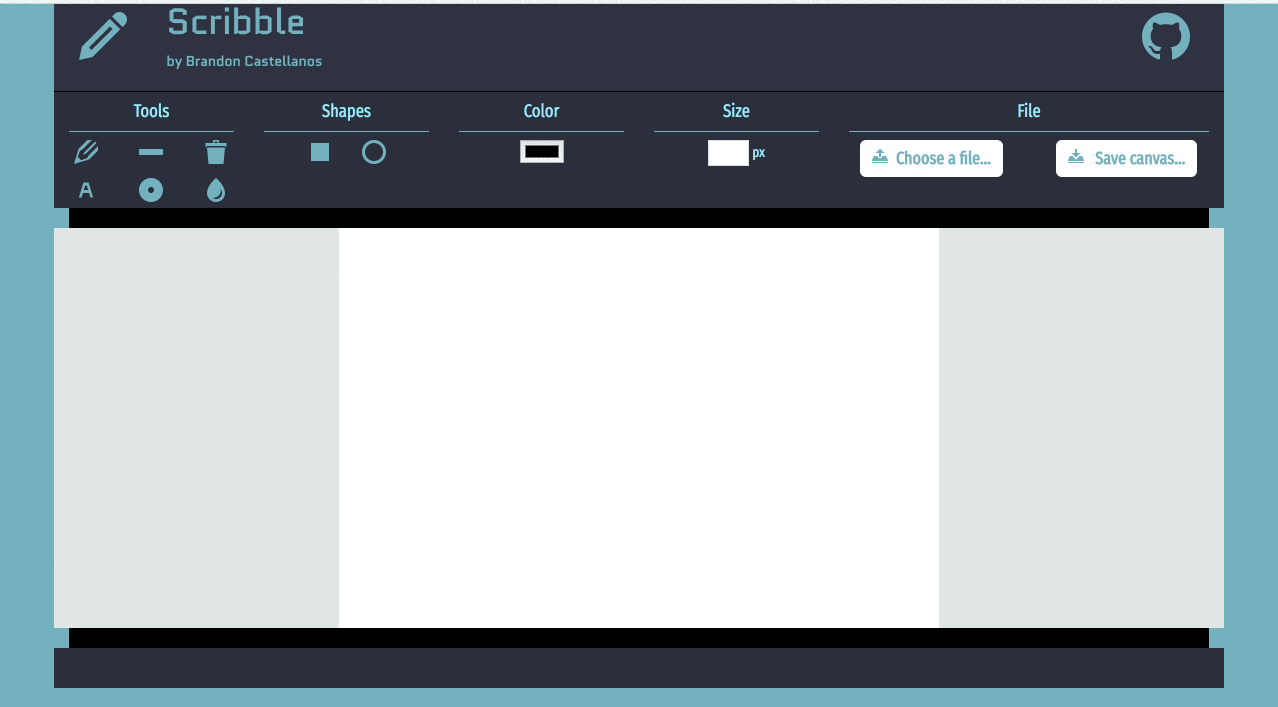 Scribble
by Brandon Castellanos
Tools
Shapes
Color
Size
File
px
Choose a file...
Save canvas...
A